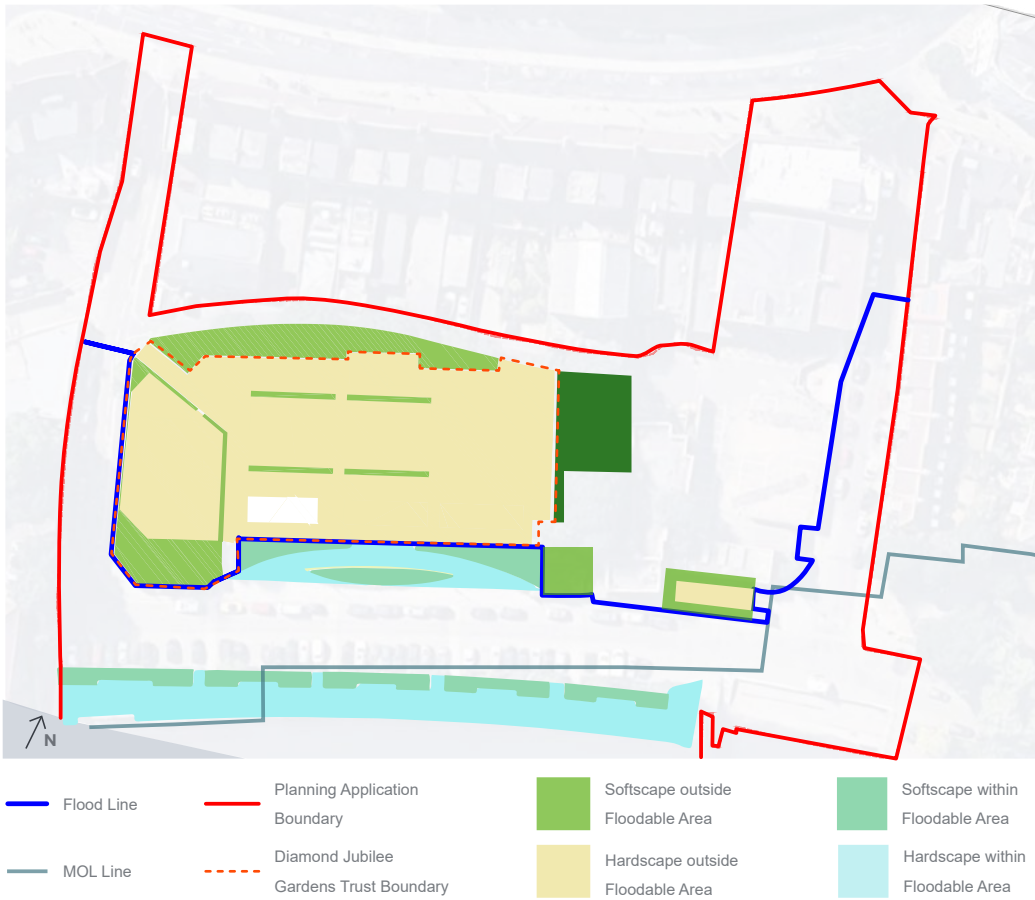 N
Flood Line
Planning Application
Boundary
Softscape outside
Floodable Area
Softscape within
Floodable Area
MOL Line
Diamond Jubilee
Gardens Trust Boundary
Hardscape outside
Floodable Area
Hardscape within
Floodable Area